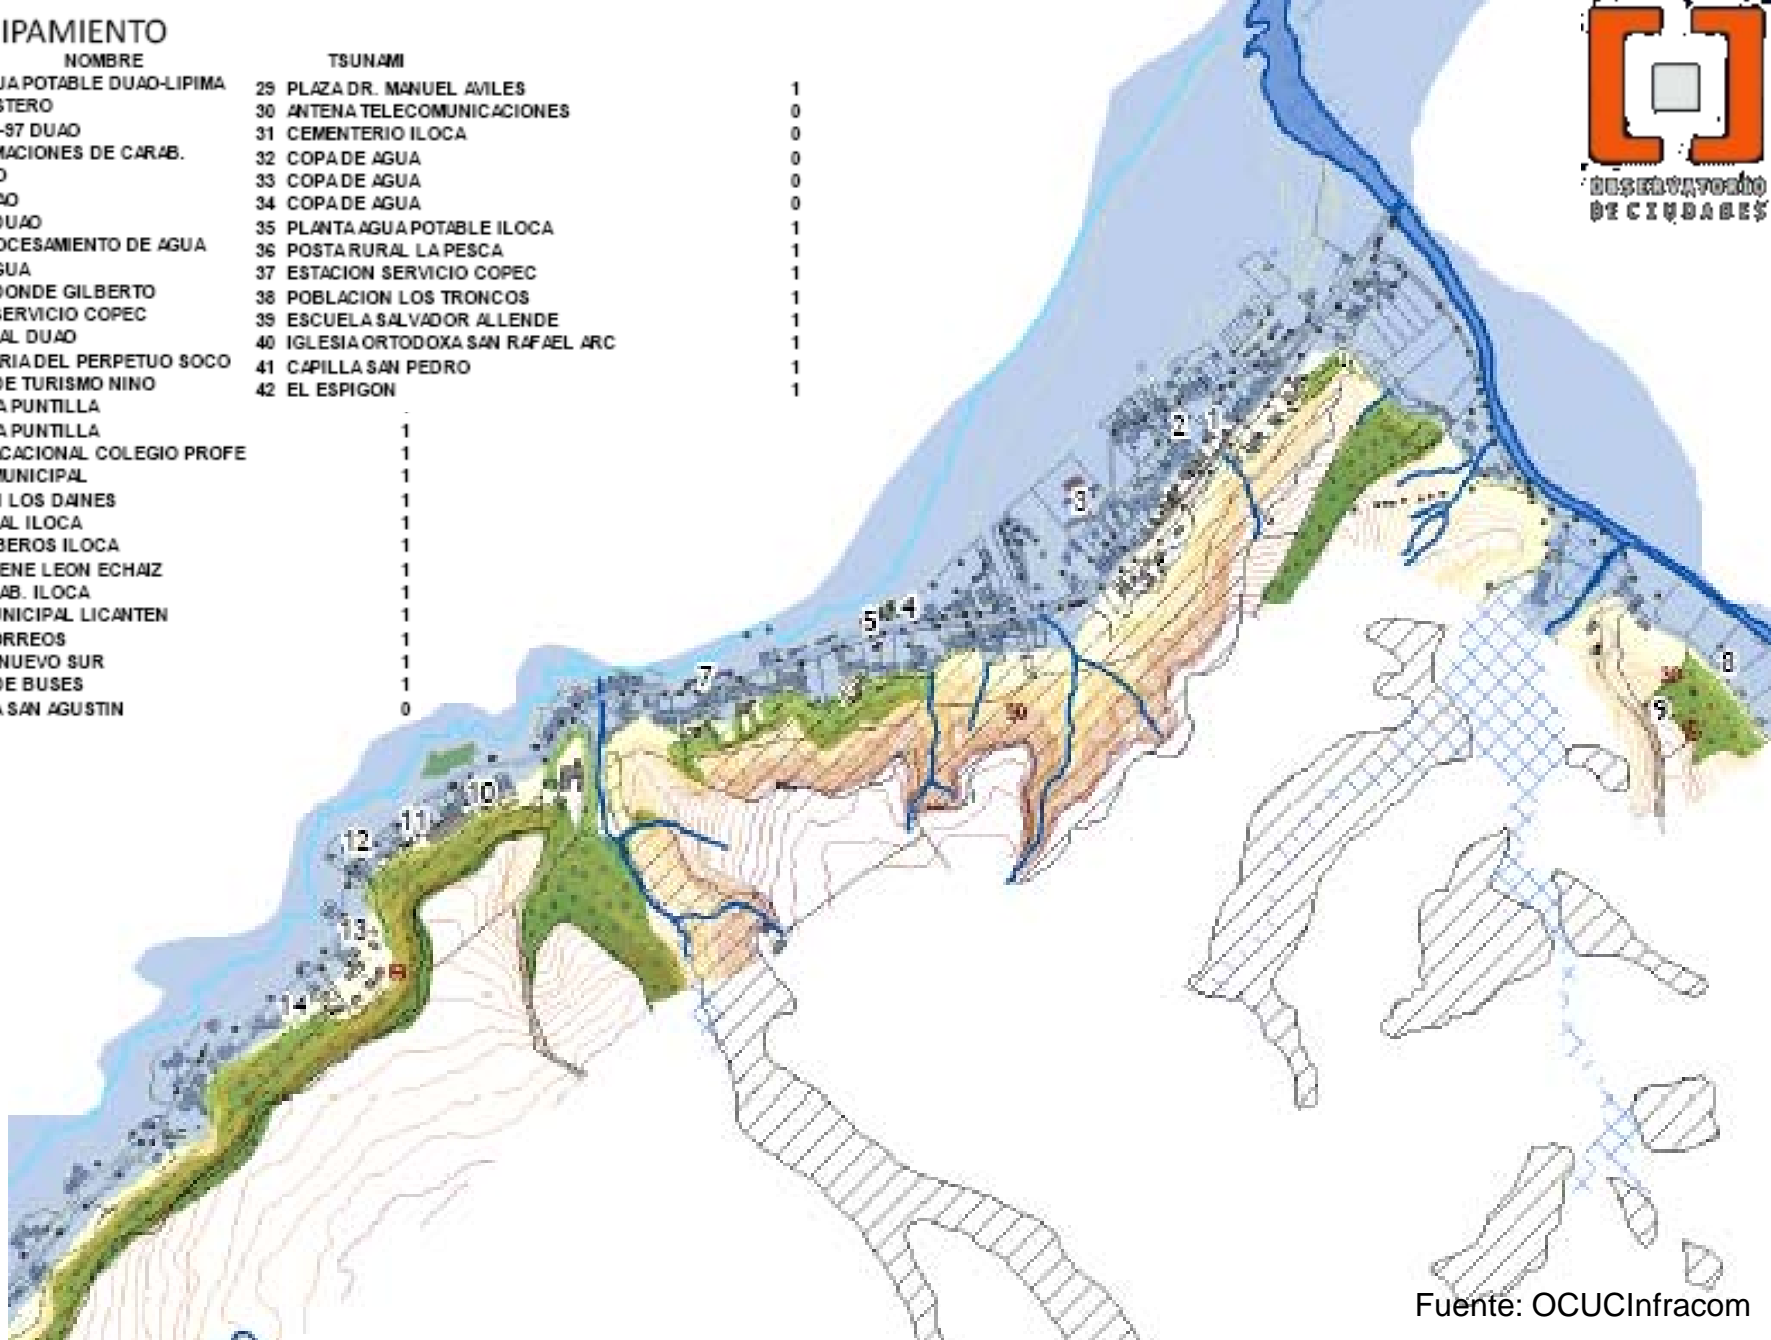 IPAMIENTO
NOMBRE TSUNAMI
UA POTABLE DUAO-LIPIMA
STERO
-97 DUAO
MACIONES DE CARAB.
O
AO
DUAO
OCESAMIENTO DE AGUA
GUA
DONDE GILBERTO
SERVICIO COPEC
AL DUAO
RIA DEL PERPETUO SOCO
DE TURISMO NINO
A PUNTILLA
A PUNTILLA 1
ACACIONAL COLEGIO PROFE 1
MUNICIPAL 1
N LOS DAINES 1
AL ILOCA 1
BEROS ILOCA 1
ENE LEON ECHAIZ 1
AB. ILOCA 1
UNICIPAL LICANTEN 1
ORREOS 1
NUEVO SUR 1
DE BUSES 1
A SAN AGUSTIN 0
29 PLAZA DR. MANUEL AVILES 1
30 ANTENA TELECOMUNICACIONES 0
31 CEMENTERIO ILOCA 0
32 COPA DE AGUA 0
33 COPA DE AGUA 0
34 COPA DE AGUA 0
35 PLANTA AGUA POTABLE ILOCA 1
36 POSTA RURAL LA PESCA 1
37 ESTACION SERVICIO COPEC 1
38 POBLACION LOS TRONCOS 1
39 ESCUELA SALVADOR ALLENDE 1
40 IGLESIA ORTODOXA SAN RAFAEL ARC 1
41 CAPILLA SAN PEDRO 1
42 EL ESPIGON 1
OBSERVATORIO
DE CIUDADES
2 1
3
5 4
7
8
9
30
10
11
12
13
14
Fuente: OCUCInfracom